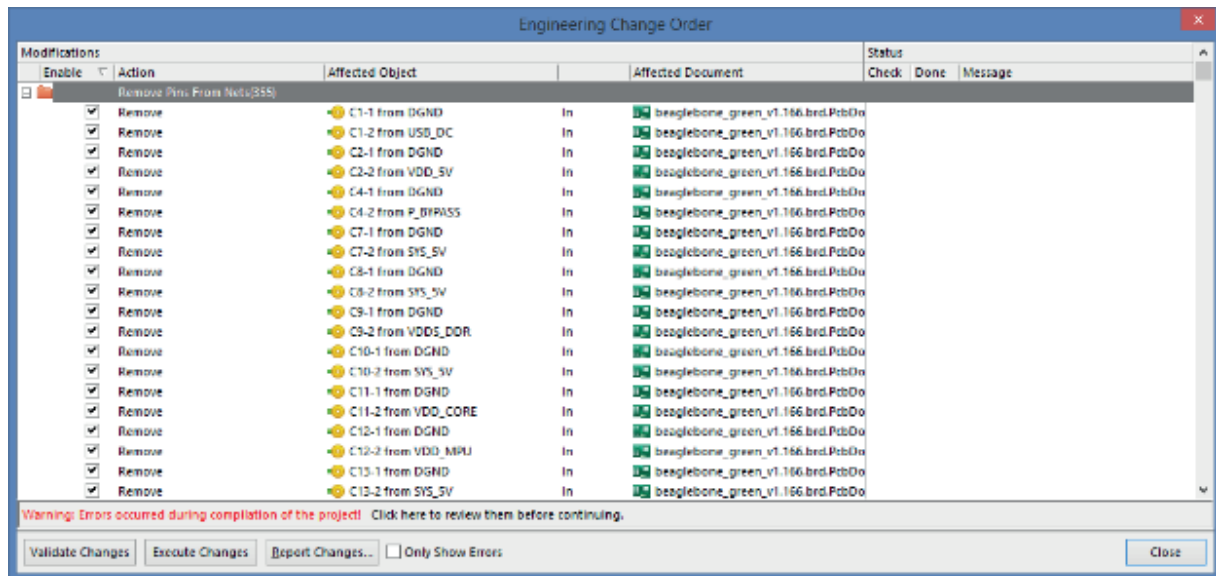 Engineering Change Order
Modifications Status
Enable Action Affected Object Affected Document Check Done Message
Remove Pins From Nets(355)
Remove C1-1 from DGND In beaglebone_green_v1.166.brd.PcbDo
Remove C1-2 from USB_DC In beaglebone_green_v1.166.brd.PcbDo
Remove C2-1 from DGND In beaglebone_green_v1.166.brd.PcbDo
Remove C2-2 from VDD_5V In beaglebone_green_v1.166.brd.PcbDo
Remove C4-1 from DGND In beaglebone_green_v1.166.brd.PcbDo
Remove C4-2 from P_BYPASS In beaglebone_green_v1.166.brd.PcbDo
Remove C7-1 from DGND In beaglebone_green_v1.166.brd.PcbDo
Remove C7-2 from SYS_5V In beaglebone_green_v1.166.brd.PcbDo
Remove C8-1 from DGND In beaglebone_green_v1.166.brd.PcbDo
Remove C8-2 from SYS_5V In beaglebone_green_v1.166.brd.PcbDo
Remove C9-1 from DGND In beaglebone_green_v1.166.brd.PcbDo
Remove C9-2 from VDDS_DDR In beaglebone_green_v1.166.brd.PcbDo
Remove C10-1 from DGND In beaglebone_green_v1.166.brd.PcbDo
Remove C10-2 from SYS_5V In beaglebone_green_v1.166.brd.PcbDo
Remove C11-1 from DGND In beaglebone_green_v1.166.brd.PcbDo
Remove C11-2 from VDD_CORE In beaglebone_green_v1.166.brd.PcbDo
Remove C12-1 from DGND In beaglebone_green_v1.166.brd.PcbDo
Remove C12-2 from VDD_MPU In beaglebone_green_v1.166.brd.PcbDo
Remove C13-1 from DGND In beaglebone_green_v1.166.brd.PcbDo
Remove C13-2 from SYS_5V In beaglebone_green_v1.166.brd.PcbDo
Warning: Errors occurred during compilation of the project! Click here to review them before continuing.
Validate Changes Execute Changes Report Changes... Only Show Errors Close